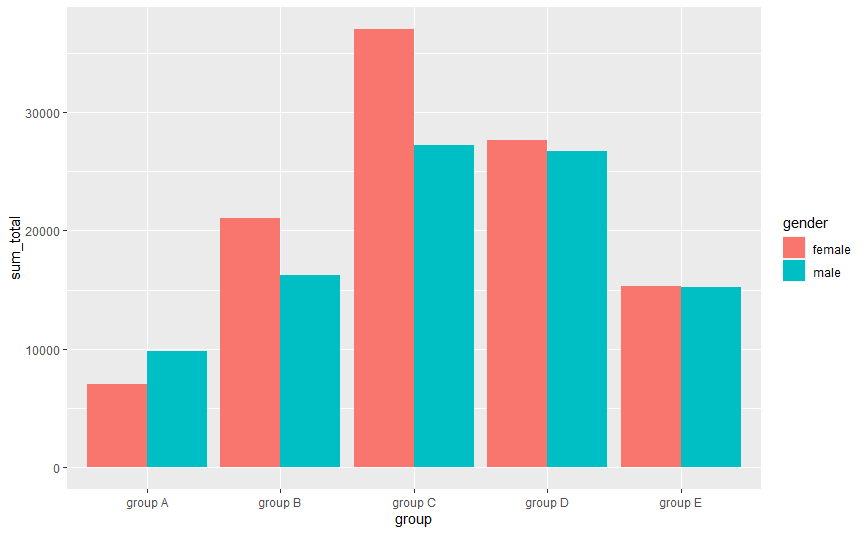 sum_total
30000
20000
10000
0
group A
group B
group C
group D
group E
group
gender
female
male